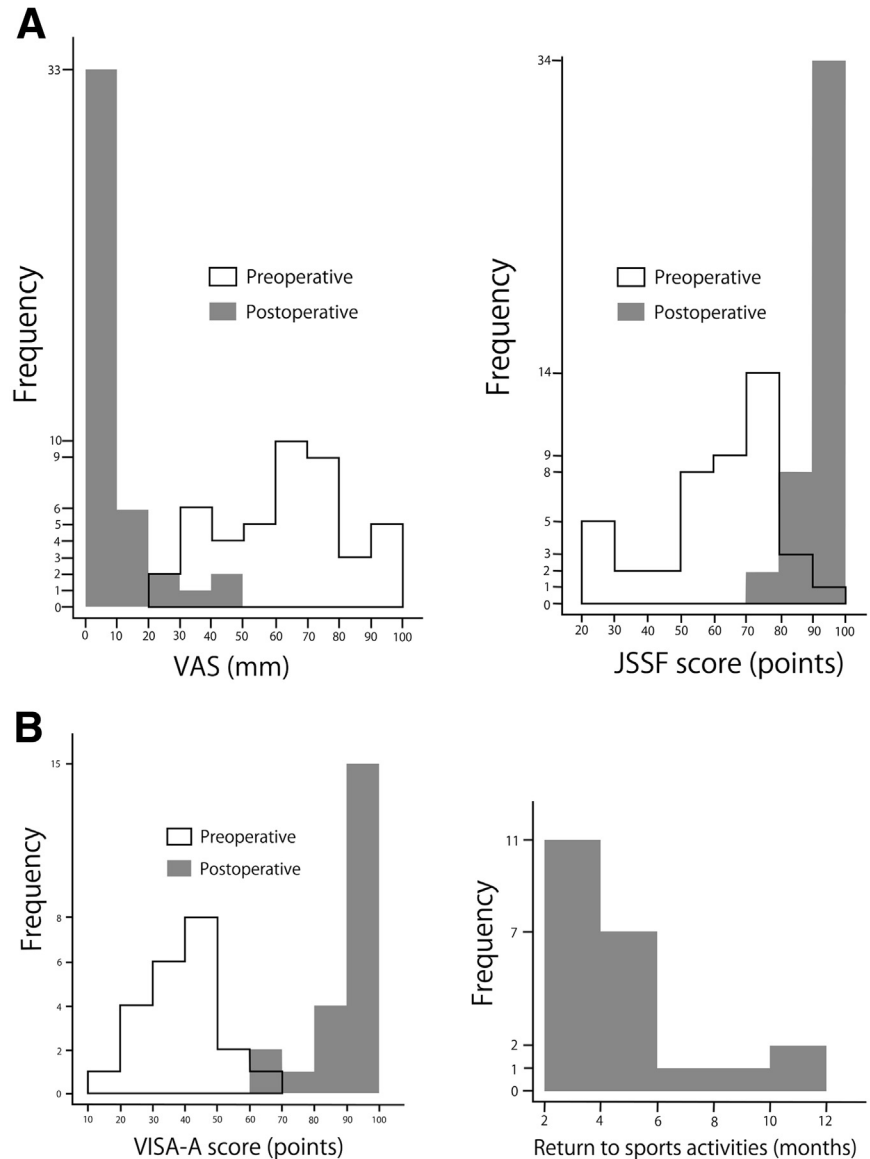 A
Frequency
33
10
9
6
5
4
3
2
1
0
Preoperative
Postoperative
0 10 20 30 40 50 60 70 80 90 100
VAS (mm)
Frequency
34
14
9
8
5
3
2
1
0
Preoperative
Postoperative
20 30 40 50 60 70 80 90 100
JSSF score (points)
B
Frequency
15
8
6
4
2
0
Preoperative
Postoperative
10 20 30 40 50 60 70 80 90 100
VISA-A score (points)
Frequency
11
7
2
1
0
2 4 6 8 10 12
Return to sports activities (months)